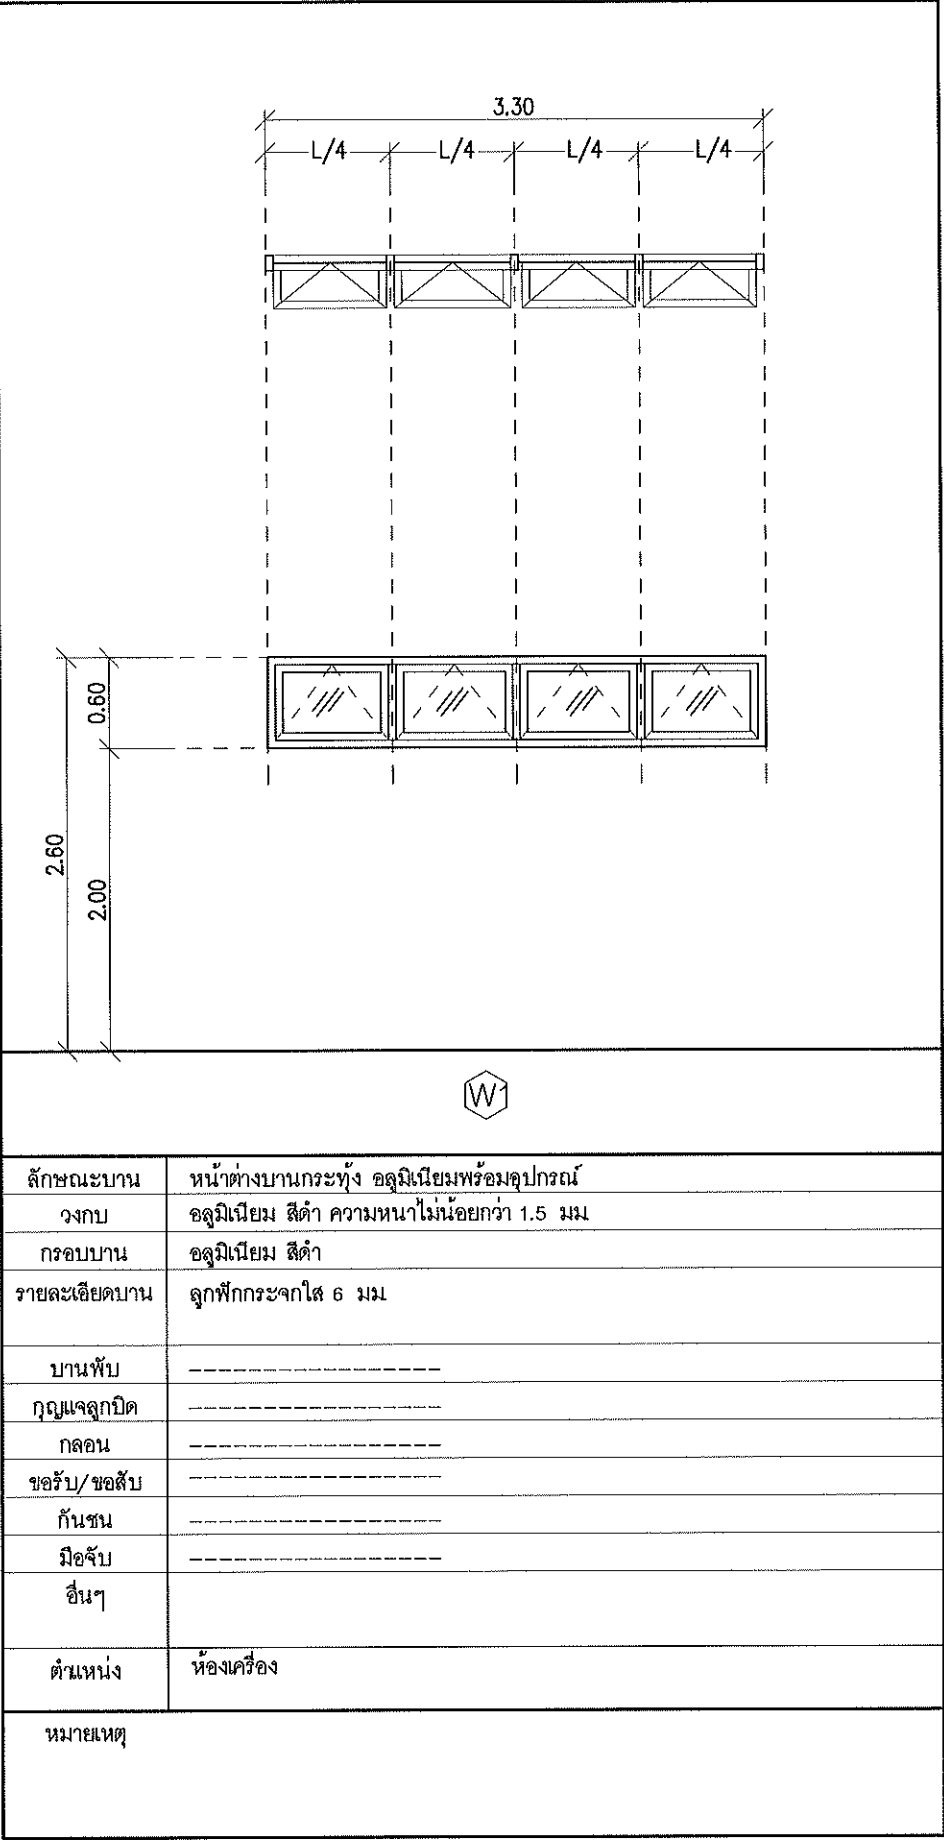 3.30
L/4 L/4 L/4 L/4
0.60
2.60
2.00
W1
ลักษณะบาน หน้าต่างบานกระทุ้ง อลูมิเนียมพร้อมอุปกรณ์
วงกบ อลูมิเนียม สีดำ ความหนาไม่น้อยกว่า 1.5 มม.
กรอบบาน อลูมิเนียม สีดำ
รายละเอียดบาน ลูกฟักกระจกใส 6 มม.
บานพับ -----------------
กุญแจลูกบิด -----------------
กลอน -----------------
ขอรับ/ขอสับ -----------------
กันชน -----------------
มือจับ -----------------
อื่นๆ
ตำแหน่ง ห้องเครื่อง
หมายเหตุ